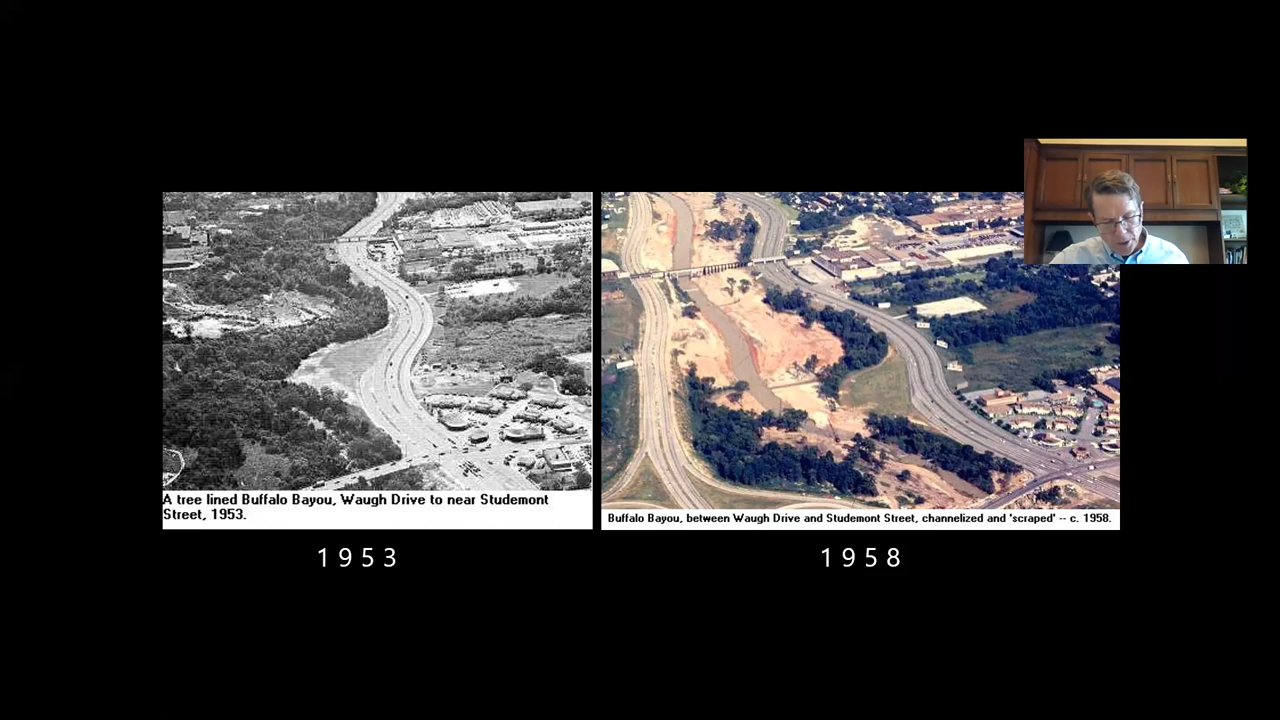 A tree lined Buffalo Bayou, Waugh Drive to near Studemont
Street, 1953.
Buffalo Bayou, between Waugh Drive and Studemont Street, channelized and 'scraped' -- c. 1958.
1953
1958